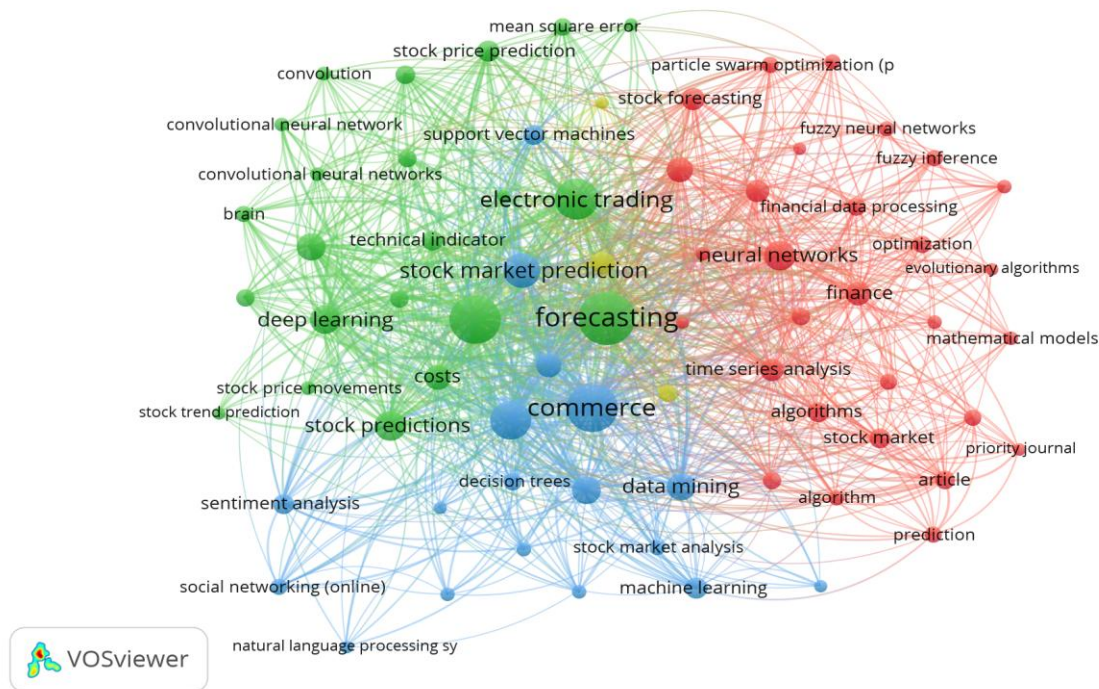 mean square error
stock price prediction
particle swarm optimization (p
convolution
stock forecasting
convolutional neural network
support vector machines
fuzzy neural networks
fuzzy inference
convolutional neural networks
electronic trading
financial data processing
brain
technical indicator
neural networks
optimization
stock market prediction
evolutionary algorithms
finance
deep learning
forecasting
mathematical models
time series analysis
costs
stock price movements
commerce
algorithms
stock trend prediction
stock predictions
stock market
priority journal
decision trees
data mining
article
sentiment analysis
algorithm
prediction
stock market analysis
social networking (online)
machine learning
natural language processing sy
VOSviewer